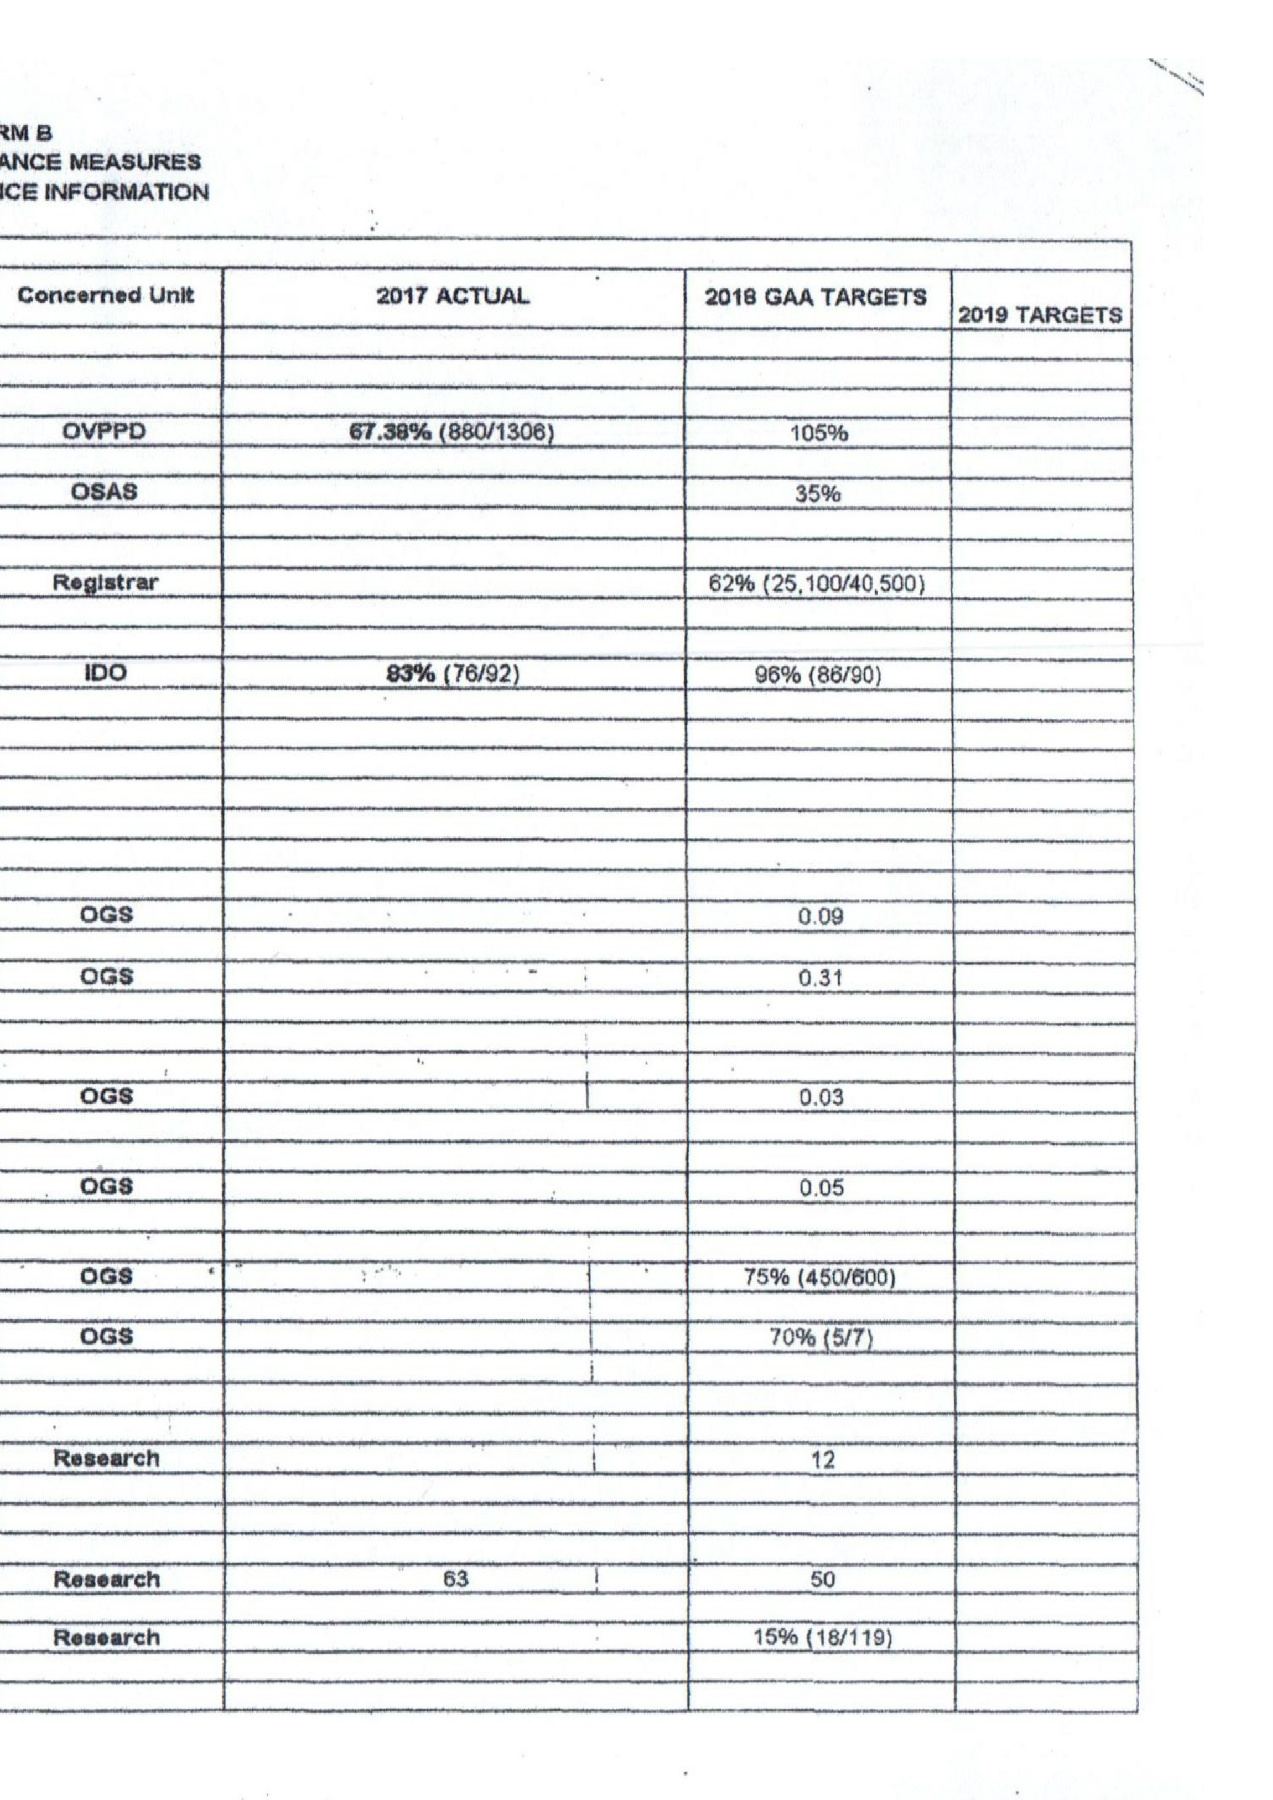 RM B
ANCE MEASURES
ICE INFORMATION
Concerned Unit 2017 ACTUAL 2018 GAA TARGETS 2019 TARGETS
OVPPD 67.38% (880/1306) 105%
OSAS 35%
Registrar 62% (25,100/40,500)
IDO 83% (76/92) 96% (86/90)
OGS 0.09
OGS 0.31
OGS 0.03
OGS 0.05
OGS 75% (450/600)
OGS 70% (5/7)
Research 12
Research 63 50
Research 15% (18/119)